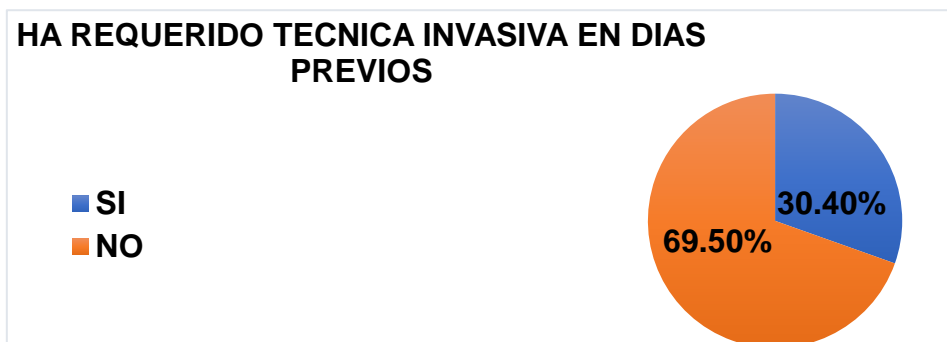 HA REQUERIDO TECNICA INVASIVA EN DIAS
PREVIOS
SI
NO
30.40%
69.50%